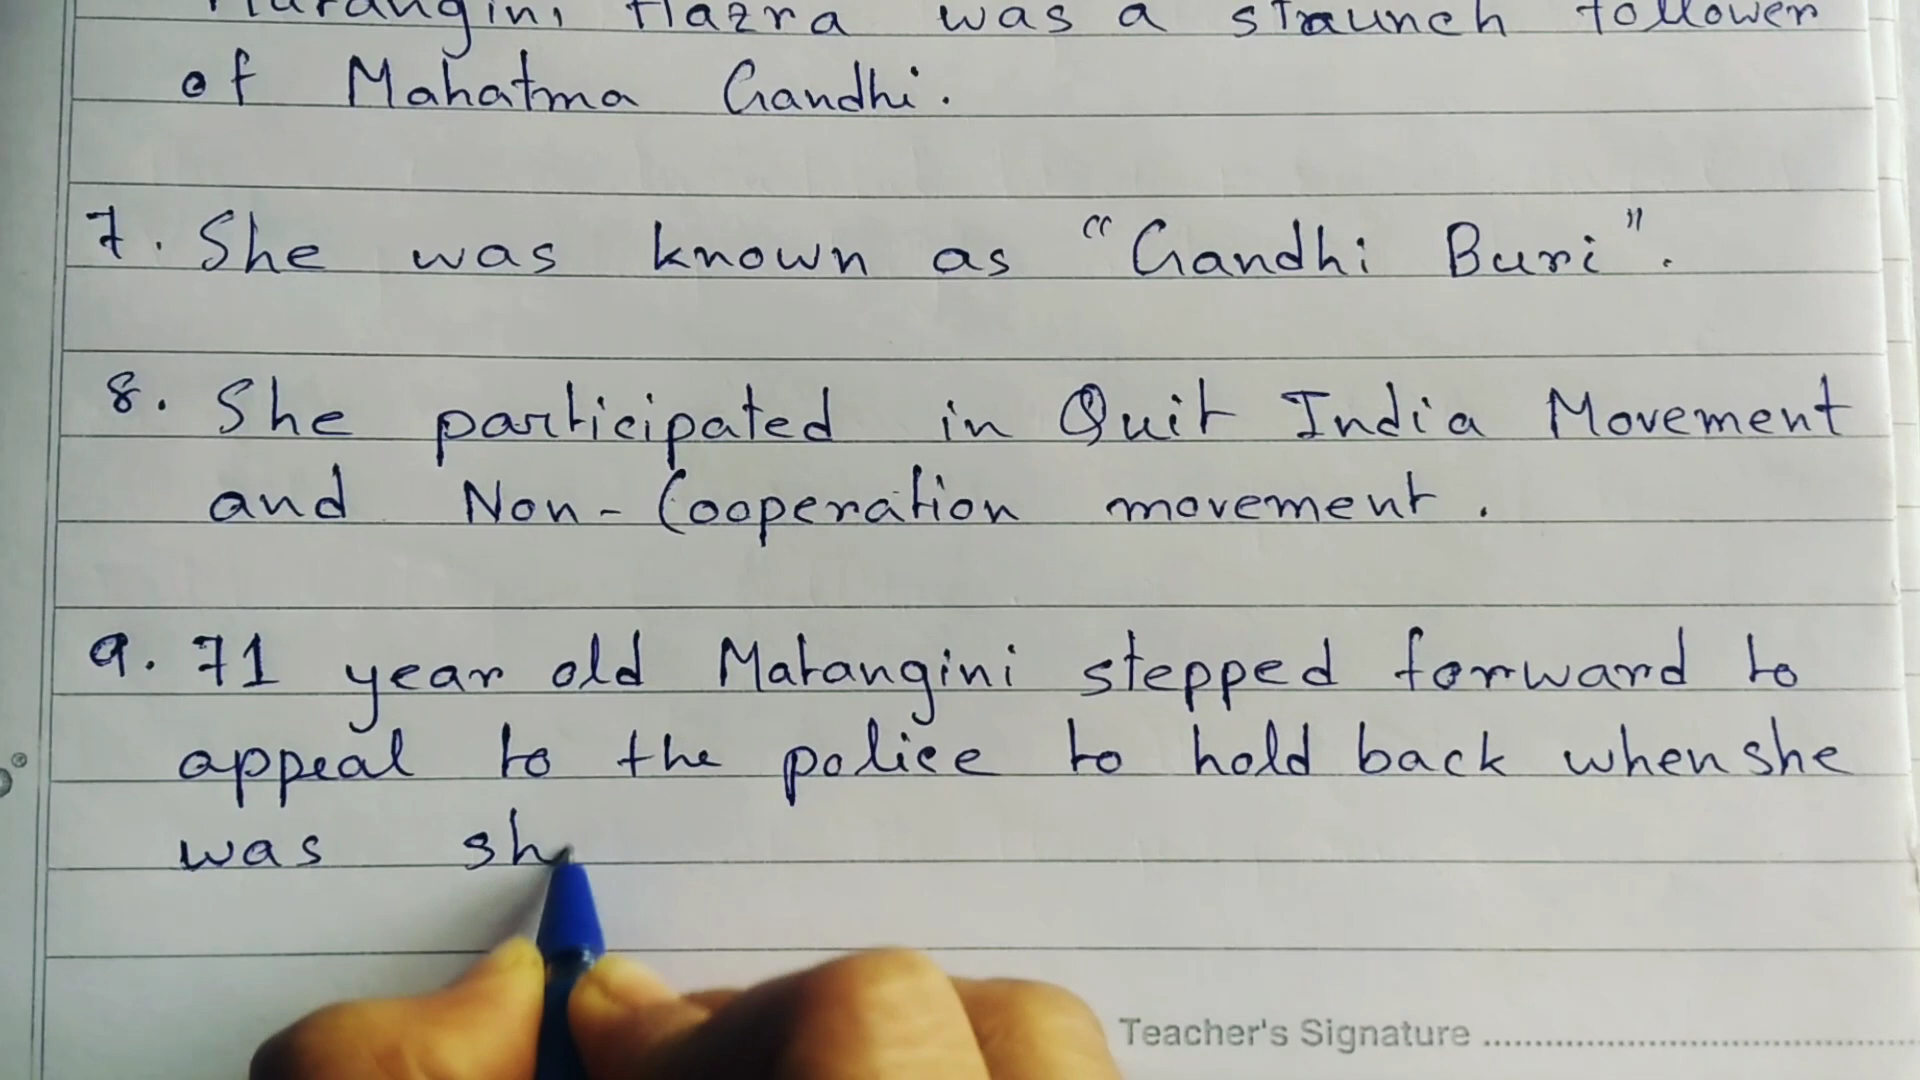 Matangini Hazra was a staunch follower
of Mahatma Gandhi.
7. She was known as "Gandhi Buri".
8. She participated in Quit India Movement
and Non-Cooperation movement.
9. 71 year old Matangini stepped forward to
appeal to the police to hold back when she
was sh
Teacher's Signature